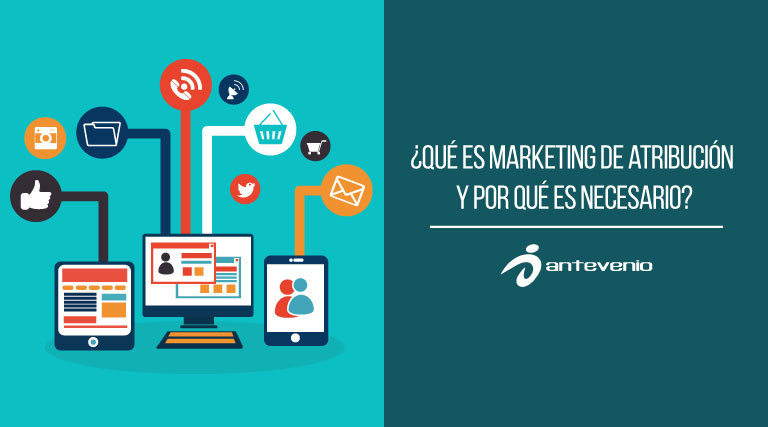 ¿QUÉ ES MARKETING DE ATRIBUCIÓN
Y POR QUÉ ES NECESARIO?
antevenio